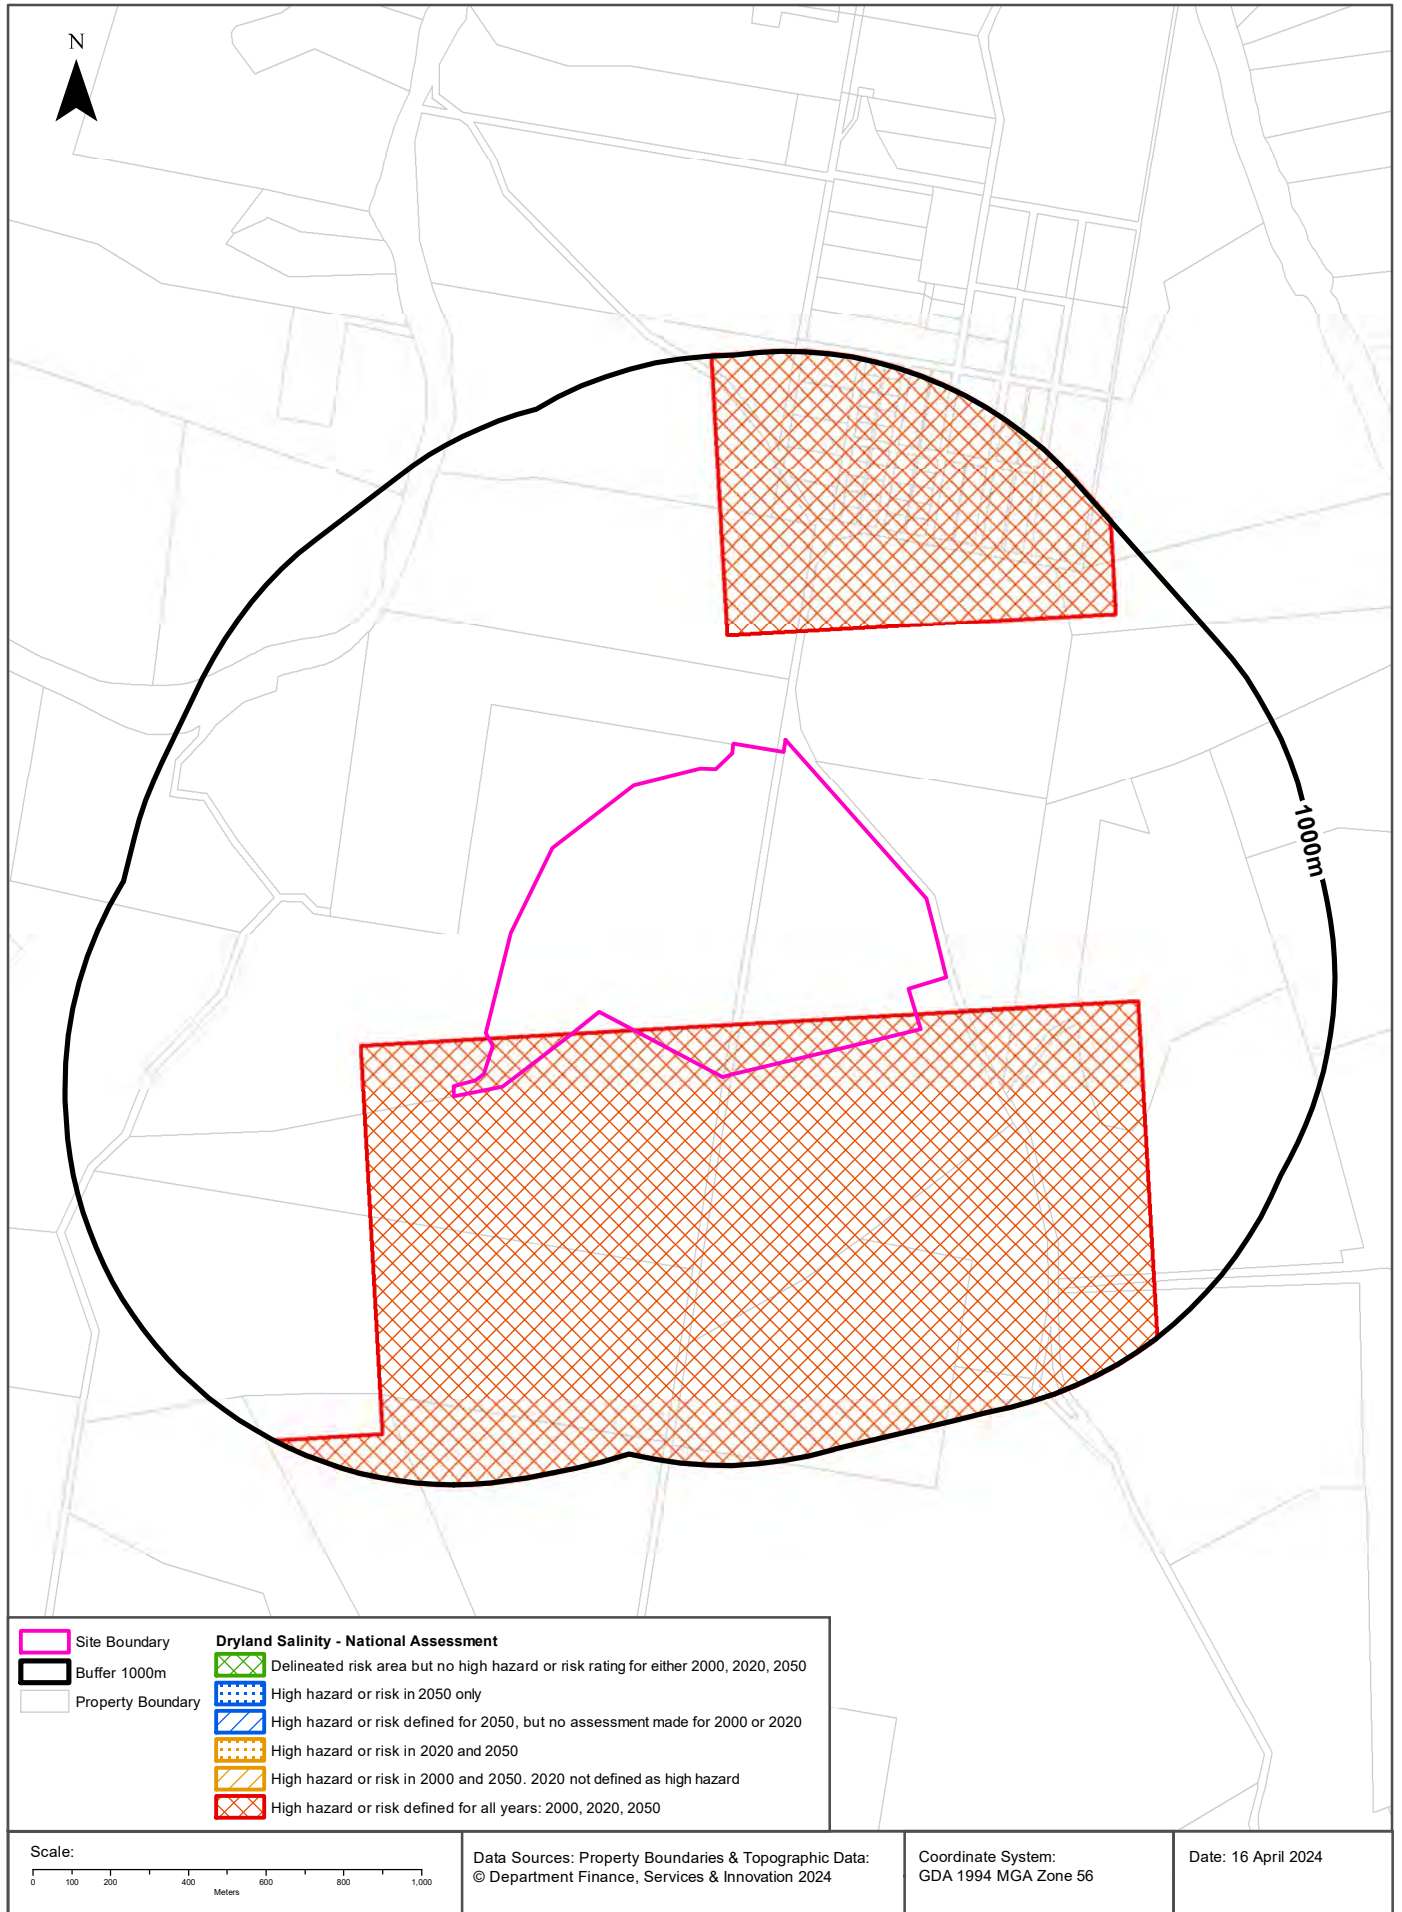 N
1000m
Site Boundary
Buffer 1000m
Property Boundary
Dryland Salinity - National Assessment
Delineated risk area but no high hazard or risk rating for either 2000, 2020, 2050
High hazard or risk in 2050 only
High hazard or risk defined for 2050, but no assessment made for 2000 or 2020
High hazard or risk in 2020 and 2050
High hazard or risk in 2000 and 2050. 2020 not defined as high hazard
High hazard or risk defined for all years: 2000, 2020, 2050
Scale:
0 100 200 400 600 800 1,000
Meters
Data Sources: Property Boundaries & Topographic Data:
© Department Finance, Services & Innovation 2024
Coordinate System:
GDA 1994 MGA Zone 56
Date: 16 April 2024